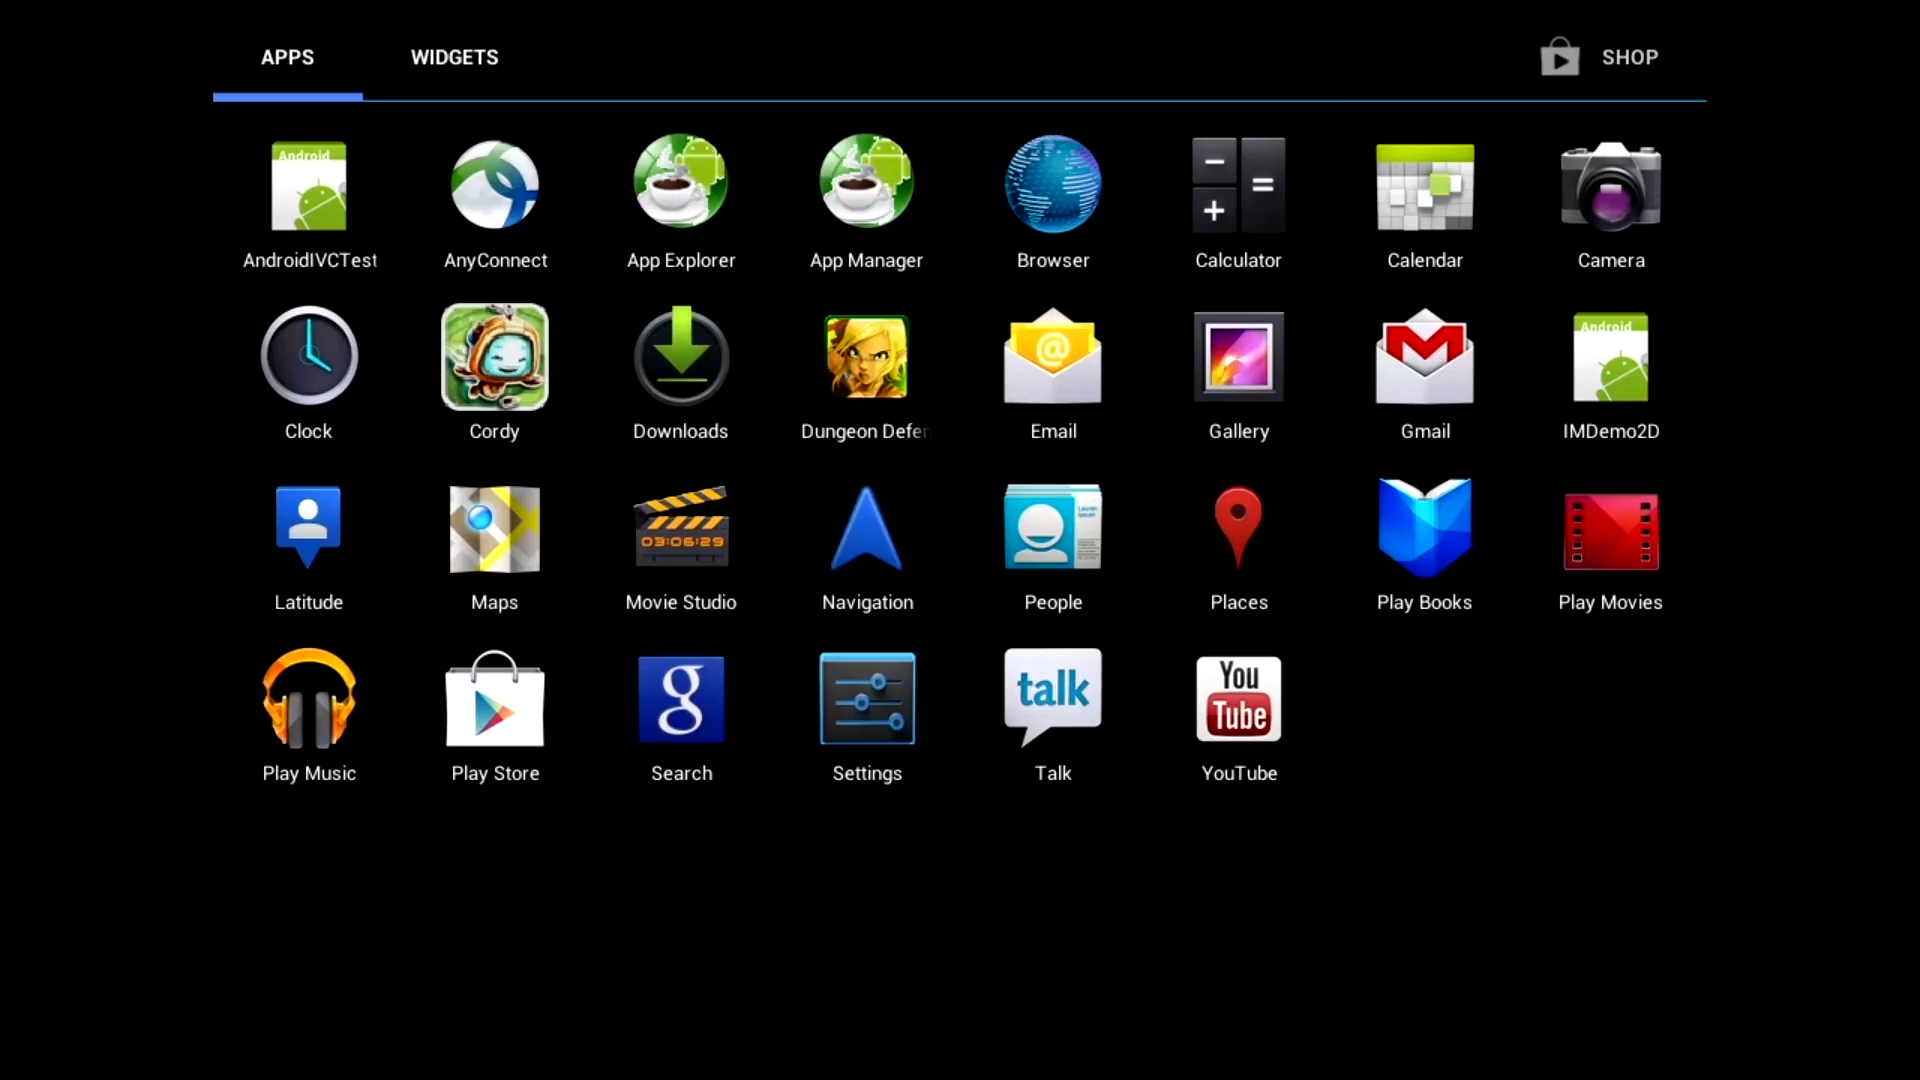 APPS WIDGETS SHOP
Android
AndroidIVCTest AnyConnect App Explorer App Manager Browser Calculator Calendar Camera
@ Android
Clock Cordy Downloads Dungeon Defen Email Gallery Gmail IMDemo2D
03:06:29
Latitude Maps Movie Studio Navigation People Places Play Books Play Movies
g talk You Tube
Play Music Play Store Search Settings Talk YouTube